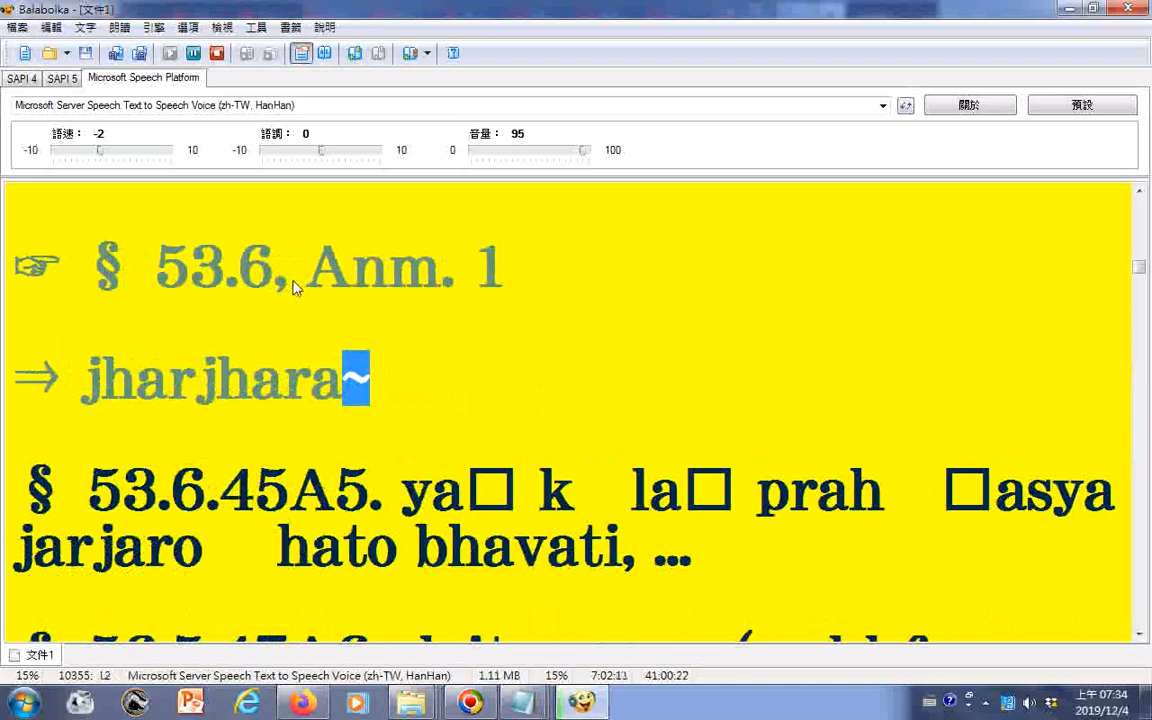 Balabolka - [文件1]
檔案 編輯 文字 朗讀 引擎 選項 檢視 工具 書籤 說明
SAPI 4 SAPI 5 Microsoft Speech Platform
Microsoft Server Speech Text to Speech Voice (zh-TW, HanHan) 關於 預設
語速： -2 語調： 0 音量： 95
-10 10 -10 10 0 100
☞ § 53.6, Anm. 1
⇒ jharjhara~
§ 53.6.45A5. ya□ k la□ prah □asya
jarjaro hato bhavati, ...
文件1
15% 10355: L2 Microsoft Server Speech Text to Speech Voice (zh-TW, HanHan) 1.11 MB 15% 7:02:11 41:00:22
上午 07:34
2019/12/4